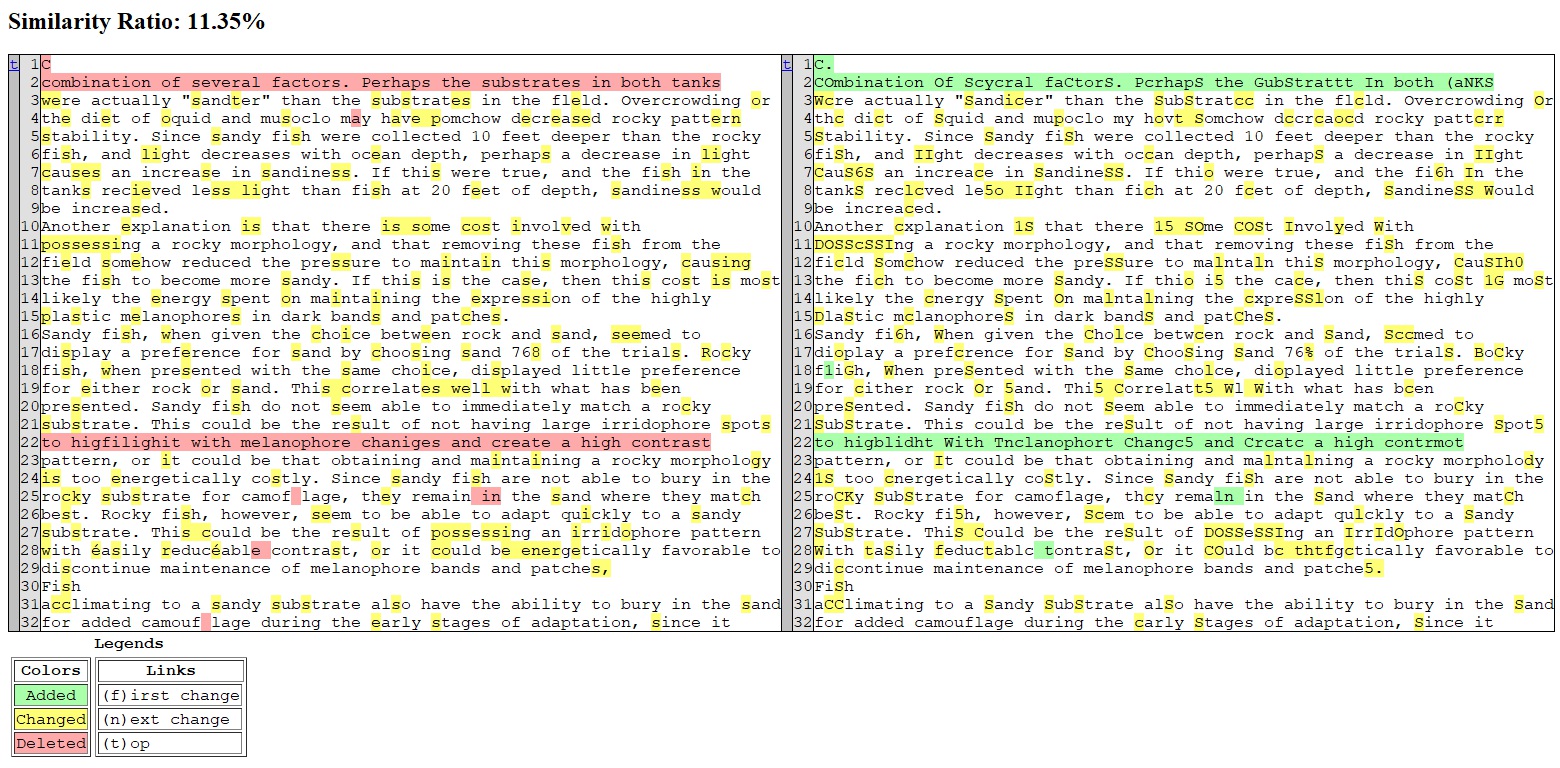 Similarity Ratio: 11.35%
t 1 C
2 combination of several factors. Perhaps the substrates in both tanks
3 were actually "sandter" than the substrates in the fleld. Overcrowding or
4 the diet of oquid and musoclo may have pomchow decreased rocky pattern
5 stability. Since sandy fish were collected 10 feet deeper than the rocky
6 fish, and light decreases with ocean depth, perhaps a decrease in light
7 causes an increase in sandiness. If this were true, and the fish in the
8 tanks recieved less light than fish at 20 feet of depth, sandiness would
9 be increased.
10 Another explanation is that there is some cost involved with
11 possessing a rocky morphology, and that removing these fish from the
12 field somehow reduced the pressure to maintain this morphology, causing
13 the fish to become more sandy. If this is the case, then this cost is most
14 likely the energy spent on maintaining the expression of the highly
15 plastic melanophores in dark bands and patches.
16 Sandy fish, when given the choice between rock and sand, seemed to
17 display a preference for sand by choosing sand 768 of the trials. Rocky
18 fish, when presented with the same choice, displayed little preference
19 for either rock or sand. This correlates well with what has been
20 presented. Sandy fish do not seem able to immediately match a rocky
21 substrate. This could be the result of not having large irridophore spots
22 to higfilighit with melanophore chaniges and create a high contrast
23 pattern, or it could be that obtaining and maintaining a rocky morphology
24 is too energetically costly. Since sandy fish are not able to bury in the
25 rocky substrate for camof lage, they remain in the sand where they match
26 best. Rocky fish, however, seem to be able to adapt quickly to a sandy
27 substrate. This could be the result of possessing an irridophore pattern
28 with éasily reducéable contrast, or it could be energetically favorable to
29 discontinue maintenance of melanophore bands and patches,
30 Fish
31 acclimating to a sandy substrate also have the ability to bury in the sand
32 for added camouf lage during the early stages of adaptation, since it
t 1 C.
2 COmbination Of Scycral faCtorS. PcrhapS the GubStrattt In both (aNKS
3 Wcre actually "Sandicer" than the SubStratcc in the flcld. Overcrowding Or
4 thc dict of Squid and mupoclo my hovt Somchow dccrcaocd rocky pattcrr
5 Stability. Since Sandy fiSh were collected 10 feet deeper than the rocky
6 fiSh, and IIght decreases with occan depth, perhapS a decrease in IIght
7 CauS6S an increace in SandineSS. If thio were true, and the fi6h In the
8 tankS reclcved le5o IIght than fich at 20 fcet of depth, SandineSS Would
9 be increaced.
10 Another cxplanation 1S that there 15 SOme COSt Involyed With
11 DOSScSSIng a rocky morphology, and that removing these fiSh from the
12 ficld Somchow reduced the preSSure to malntaln thiS morphology, CauSIh0
13 the fich to become more Sandy. If thio i5 the cace, then thiS coSt 1G moSt
14 likely the cnergy Spent On malntalning the cxpreSSlon of the highly
15 DlaStic mclanophoreS in dark bandS and patCheS.
16 Sandy fi6h, When given the Cholce betwcen rock and Sand, Sccmed to
17 dioplay a prefcrence for Sand by ChooSing Sand 76% of the trialS. BoCky
18 f1iGh, When preSented with the Same cholce, dioplayed little preference
19 for cither rock Or 5and. Thi5 Correlatt5 Wl With what has bcen
20 preSented. Sandy fiSh do not Seem able to immediately match a roCky
21 SubStrate. This could be the reSult of not having large irridophore Spot5
22 to higblidht With Tnclanophort Changc5 and Crcatc a high contrmot
23 pattern, or It could be that obtaining and malntalning a rocky morpholody
24 1S too cnergetically coStly. Since Sandy fiSh are not able to bury in the
25 roCKy SubStrate for camoflage, thcy remaln in the Sand where they matCh
26 beSt. Rocky fi5h, however, Scem to be able to adapt qulckly to a Sandy
27 SubStrate. ThiS Could be the reSult of DOSSeSSIng an IrrIdOphore pattern
28 With taSily feductablc tontraSt, Or it COuld bc thtfgctically favorable to
29 diccontinue maintenance of melanophore bands and patche5.
30 FiSh
31 aCClimating to a Sandy SubStrate alSo have the ability to bury in the Sand
32 for added camouflage during the carly Stages of adaptation, Since it
Legends
Colors Links
Added (f)irst change
Changed (n)ext change
Deleted (t)op